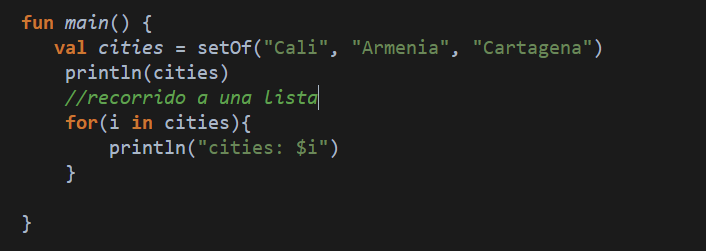 fun main() {
val cities = setOf("Cali", "Armenia", "Cartagena")
println(cities)
//recorrido a una lista
for(i in cities){
println("cities: $i")
}
}